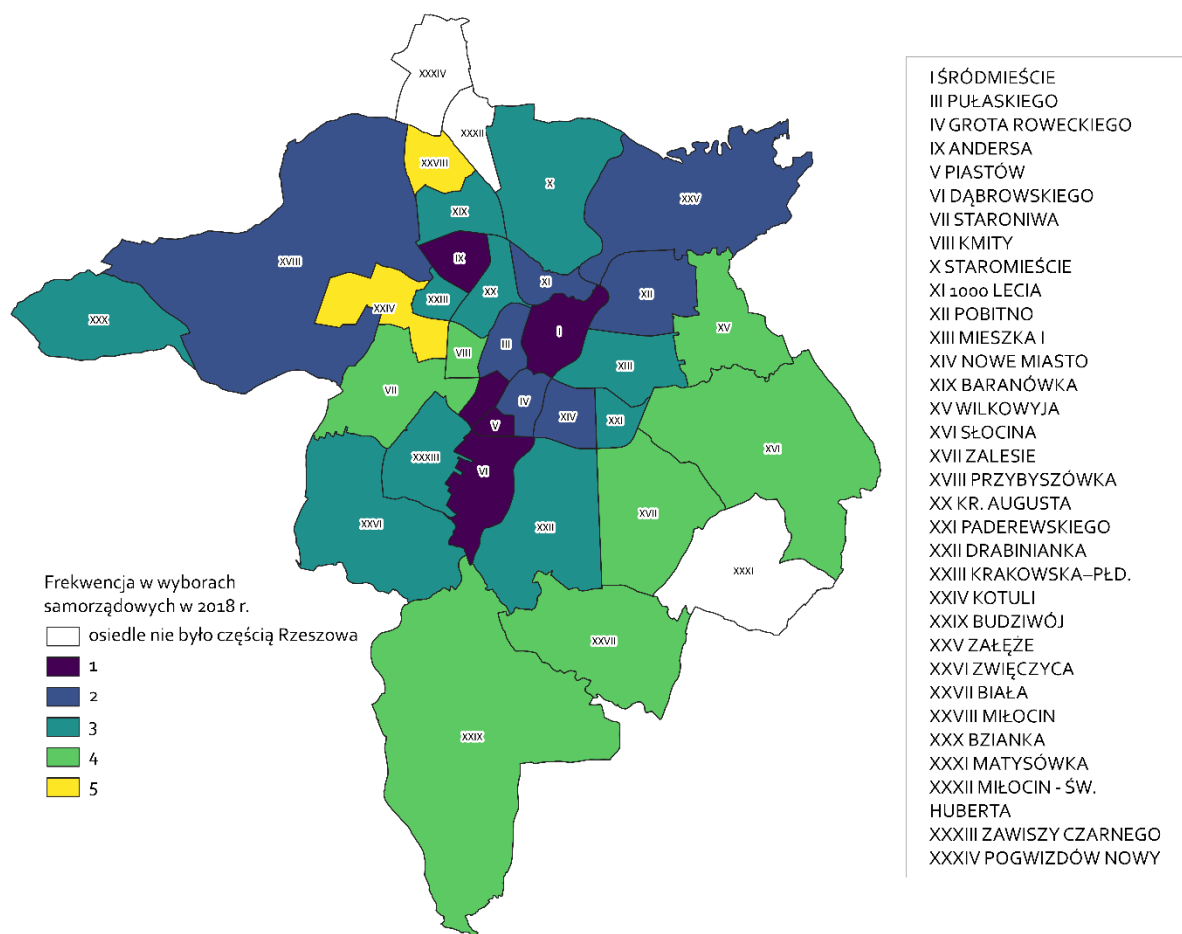 XXXIV
XXXII
XXVIII
X
XXV
XIX
IX
XVIII
XI
XX
XII
XXIII
XXIV
XXX
I
XV
III
VIII
XIII
VII
IV
XIV
XXI
V
XVI
XXXIII
VI
XVII
XXVI
XXII
XXXI
XXVII
XXIX
Frekwencja w wyborach
samorządowych w 2018 r.
osiedle nie było częścią Rzeszowa
1
2
3
4
5
I ŚRÓDMIEŚCIE
III PUŁASKIEGO
IV GROTA ROWECKIEGO
IX ANDERSA
V PIASTÓW
VI DĄBROWSKIEGO
VII STARONIWA
VIII KMITY
X STAROMIEŚCIE
XI 1000 LECIA
XII POBITNO
XIII MIESZKA I
XIV NOWE MIASTO
XIX BARANÓWKA
XV WILKOWYJA
XVI SŁOCINA
XVII ZALESIE
XVIII PRZYBYSZÓWKA
XX KR. AUGUSTA
XXI PADEREWSKIEGO
XXII DRABINIANKA
XXIII KRAKOWSKA–PŁD.
XXIV KOTULI
XXIX BUDZIWÓJ
XXV ZAŁĘŻE
XXVI ZWIĘCZYCA
XXVII BIAŁA
XXVIII MIŁOCIN
XXX BZIANKA
XXXI MATYSÓWKA
XXXII MIŁOCIN - ŚW.
HUBERTA
XXXIII ZAWISZY CZARNEGO
XXXIV POGWIZDÓW NOWY